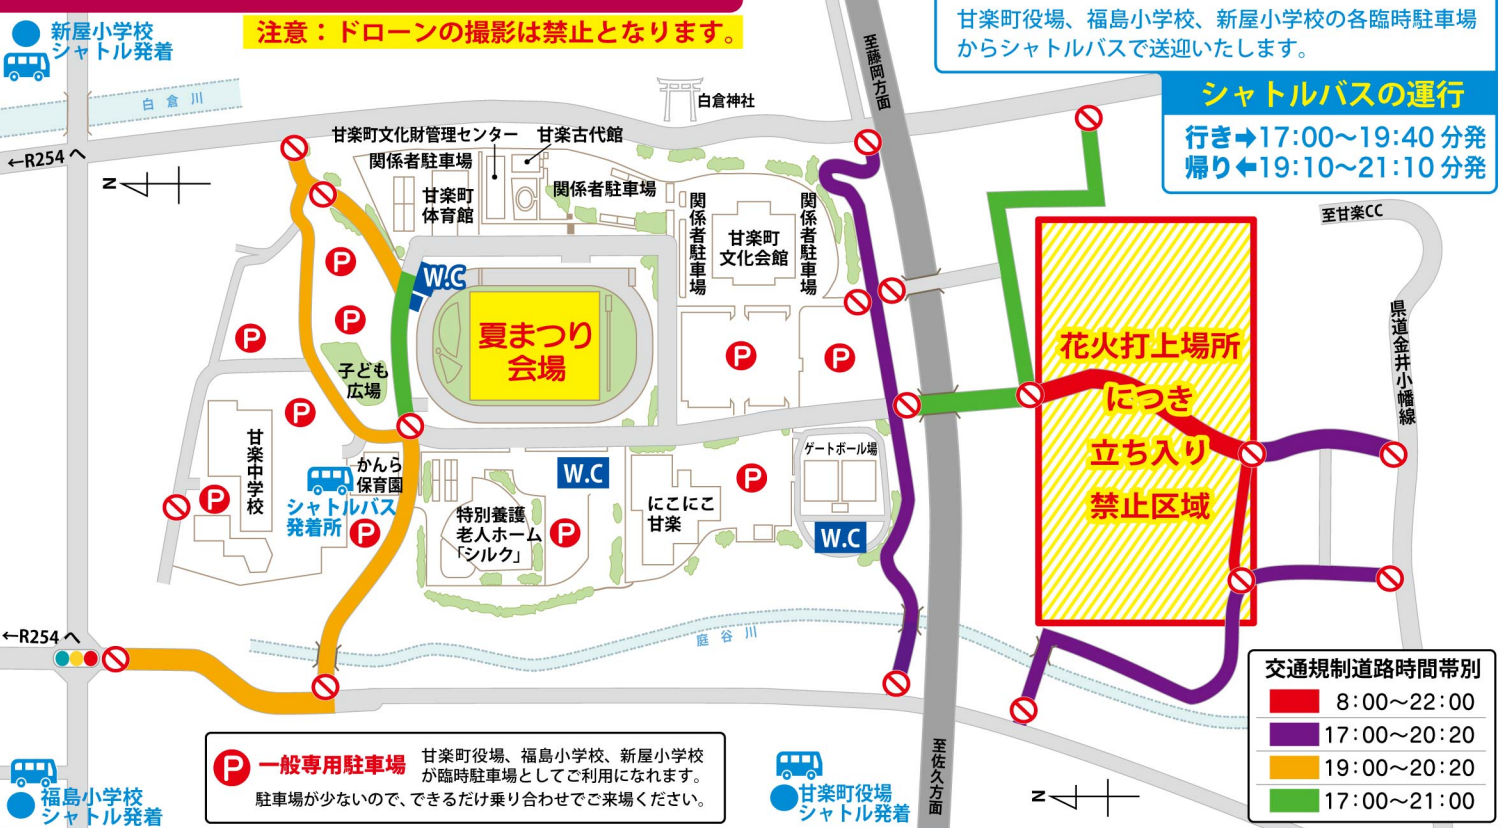 新屋小学校
シャトル発着
注意：ドローンの撮影は禁止となります。
甘楽町役場、福島小学校、新屋小学校の各臨時駐車場
からシャトルバスで送迎いたします。
シャトルバスの運行
行き➡17:00〜19:40 分発
帰り⬅19:10〜21:10 分発
至藤岡方面
白倉川
白倉神社
←R254 へ
N
甘楽町文化財管理センター
甘楽古代館
関係者駐車場
甘楽町
体育館
関係者駐車場
関係者駐車場
甘楽町
文化会館
関係者駐車場
至甘楽CC
県道金井小幡線
W.C
P
P
P
P
P
P
夏まつり
会場
子ども
広場
花火打上場所
につき
立ち入り
禁止区域
甘楽中学校
P
かんら
保育園
シャトルバス
発着所
P
W.C
特別養護
老人ホーム
「シルク」
P
にこにこ
甘楽
P
ゲートボール場
W.C
←R254 へ
庭谷川
交通規制道路時間帯別
8:00〜22:00
17:00〜20:20
19:00〜20:20
17:00〜21:00
福島小学校
シャトル発着
P 一般専用駐車場
甘楽町役場、福島小学校、新屋小学校
が臨時駐車場としてご利用になれます。
駐車場が少ないので、できるだけ乗り合わせでご来場ください。
甘楽町役場
シャトル発着
至佐久方面
N